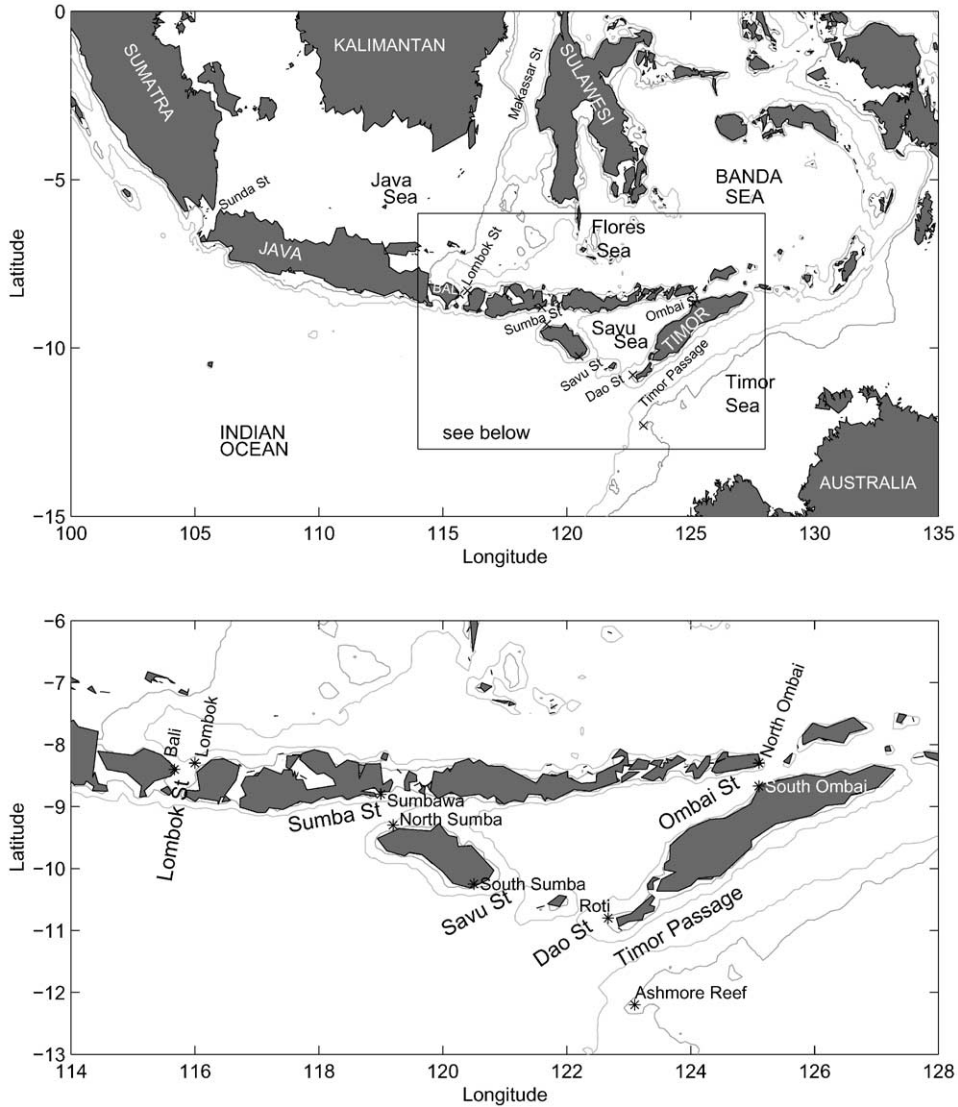 0
−5
−10
−15
Latitude
100
105
110
115
120
125
130
135
Longitude
SUMATRA
KALIMANTAN
Makassar St
SULAWESI
Sunda St
Java
Sea
BANDA
SEA
JAVA
Flores
Sea
Lombok St
BALI
Sumba St
Ombai St
Savu
Sea
TIMOR
Savu St
Dao St
Timor Passage
Timor
Sea
INDIAN
OCEAN
see below
AUSTRALIA
−6
−7
−8
−9
−10
−11
−12
−13
Latitude
114
116
118
120
122
124
126
128
Longitude
Bali
Lombok
North Ombai
Lombok St
Sumba St
Sumbawa
North Sumba
Ombai St
South Ombai
South Sumba
Savu St
Roti
Dao St
Timor Passage
Ashmore Reef